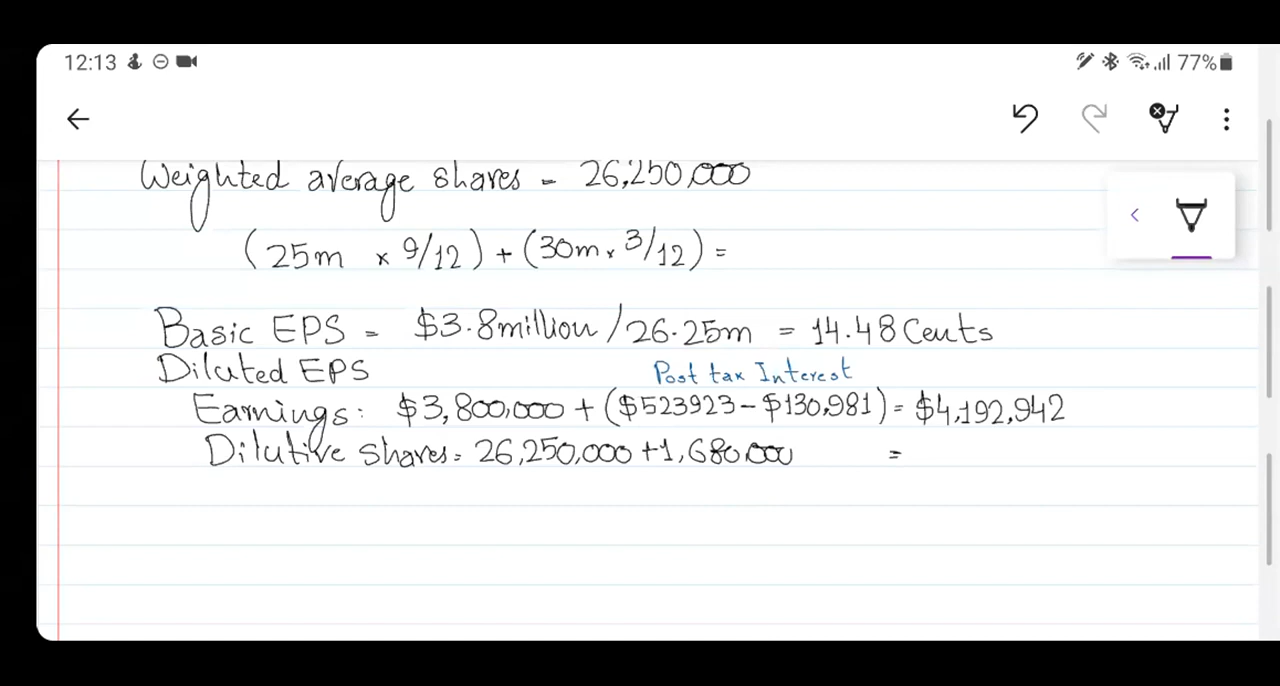 12:13 77%
Weighted average shares = 26,250,000
(25m x 9/12) + (30m x 3/12) =
Basic EPS = $3.8million / 26.25m = 14.48 Cents
Diluted EPS Post tax Interest
Earnings: $3,800,000 + ($523923 - $130,981) = $4,192,942
Dilutive shares = 26,250,000 + 1,680,000 =